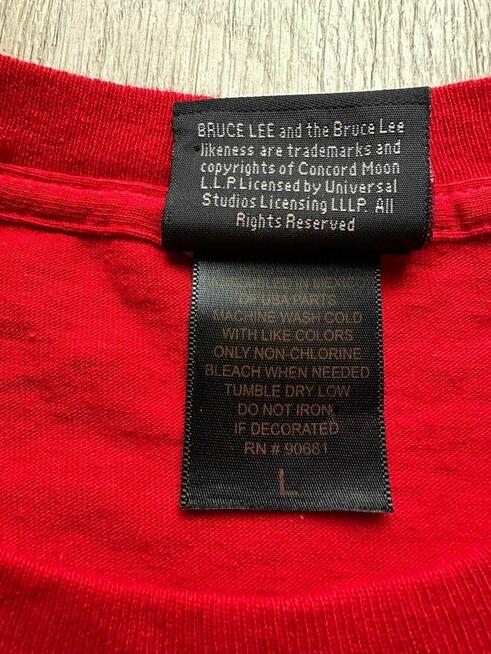 BRUCE LEE and the Bruce Lee
likeness are trademarks and
copyrights of Concord Moon
L.L.P. Licensed by Universal
Studios Licensing LLLP. All
Rights Reserved
ASSEMBLED IN MEXICO
OF USA PARTS
MACHINE WASH COLD
WITH LIKE COLORS
ONLY NON-CHLORINE
BLEACH WHEN NEEDED
TUMBLE DRY LOW
DO NOT IRON
IF DECORATED
RN # 90681
L